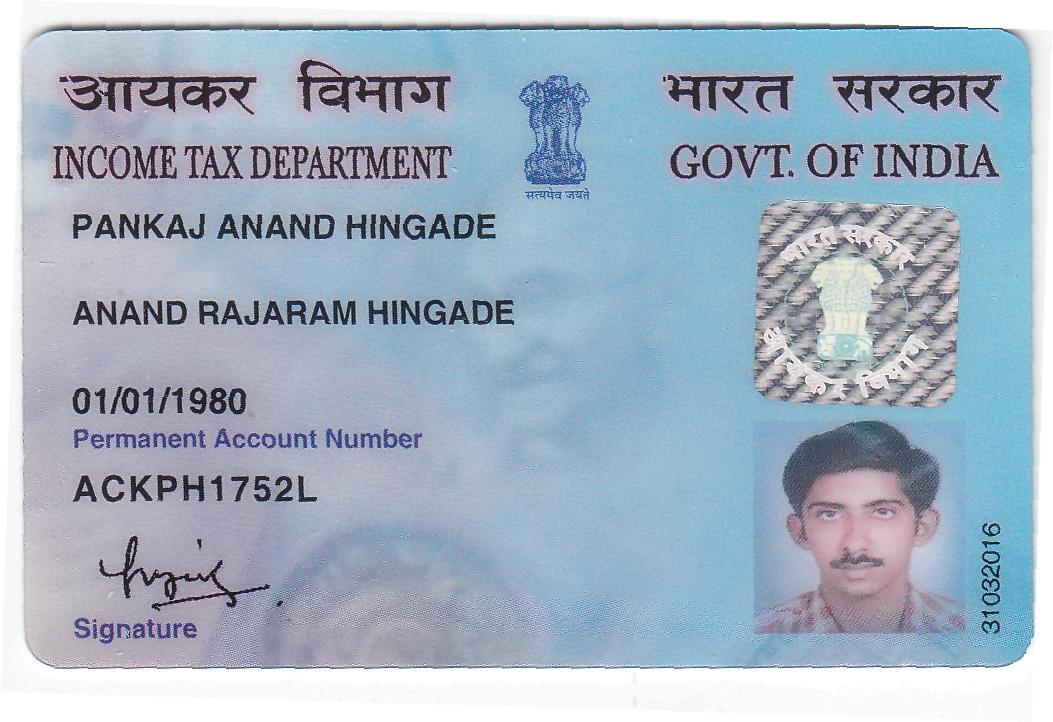 आयकर विभाग
भारत सरकार
INCOME TAX DEPARTMENT
GOVT. OF INDIA
सत्यमेव जयते
PANKAJ ANAND HINGADE
भारत सरकार
आयकर विभाग
ANAND RAJARAM HINGADE
01/01/1980
Permanent Account Number
ACKPH1752L
31032016
Signature